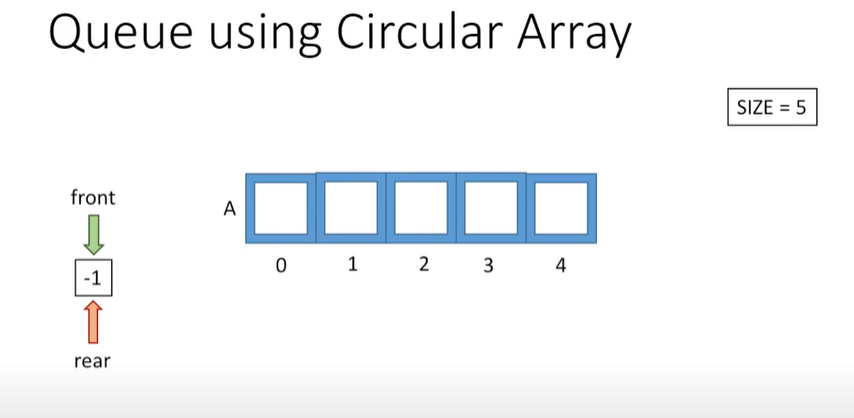 Queue using Circular Array
SIZE = 5
front
A
-1
0 1 2 3 4
rear